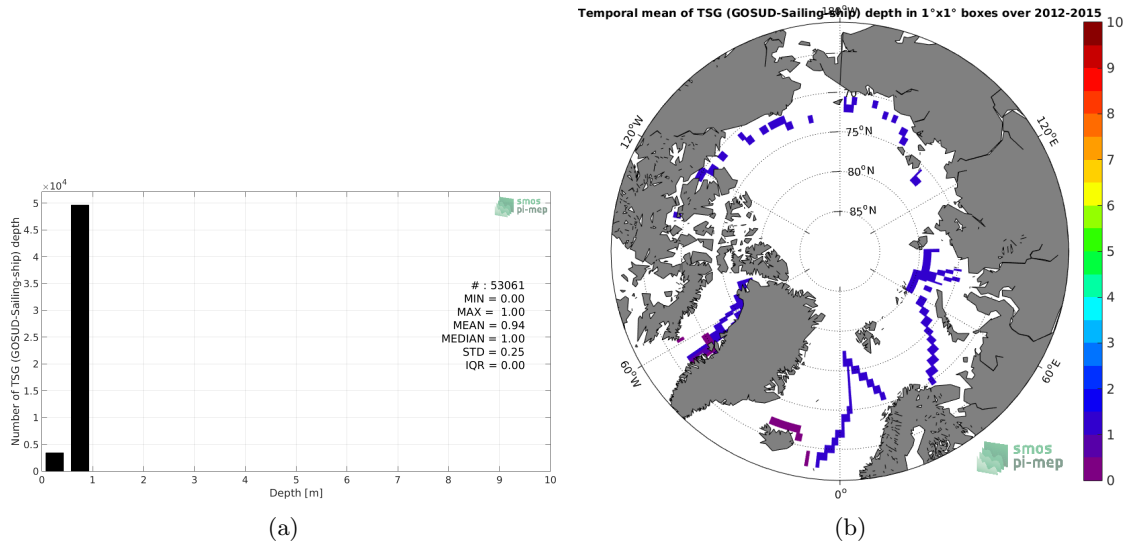 Temporal mean of TSG (GOSUD-Sailing-ship) depth in 1°x1° boxes over 2012-2015
180°W
120°W
120°E
75°N
80°N
85°N
60°W
60°E
0°
10
9
8
7
6
5
4
3
2
1
0
smos
pi-mep
×10⁴
5
4.5
4
3.5
3
2.5
2
1.5
1
0.5
0
Number of TSG (GOSUD-Sailing-ship) depth
smos
pi-mep
# : 53061
MIN = 0.00
MAX = 1.00
MEAN = 0.94
MEDIAN = 1.00
STD = 0.25
IQR = 0.00
0 1 2 3 4 5 6 7 8 9 10
Depth [m]
(a)
(b)